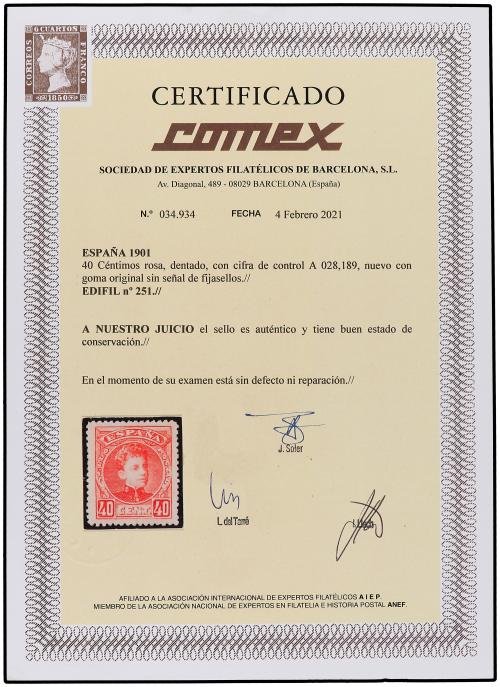 6 CUARTOS
CORREOS
FRANCO
1850
CERTIFICADO
comex
SOCIEDAD DE EXPERTOS FILATÉLICOS DE BARCELONA, S.L.
Av. Diagonal, 489 - 08029 BARCELONA (España)
N.º 034.934 FECHA 4 Febrero 2021
ESPAÑA 1901
40 Céntimos rosa, dentado, con cifra de control A 028,189, nuevo con
goma original sin señal de fijasellos.//
EDIFIL nº 251.//
A NUESTRO JUICIO el sello es auténtico y tiene buen estado de
conservación.//
En el momento de su examen está sin defecto ni reparación.//
ESPAÑA
40 CENT. 40
J. Soler
L. del Tarré
AFILIADO A LA ASOCIACIÓN INTERNACIONAL DE EXPERTOS FILATÉLICOS A I E P.
MIEMBRO DE LA ASOCIACIÓN NACIONAL DE EXPERTOS EN FILATELIA E HISTORIA POSTAL ANEF.